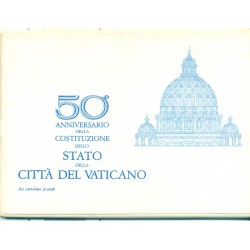 50°
ANNIVERSARIO
DELLA
COSTITUZIONE
DELLO
STATO
DELLA
CITTÀ DEL VATICANO
Sei cartoline postali